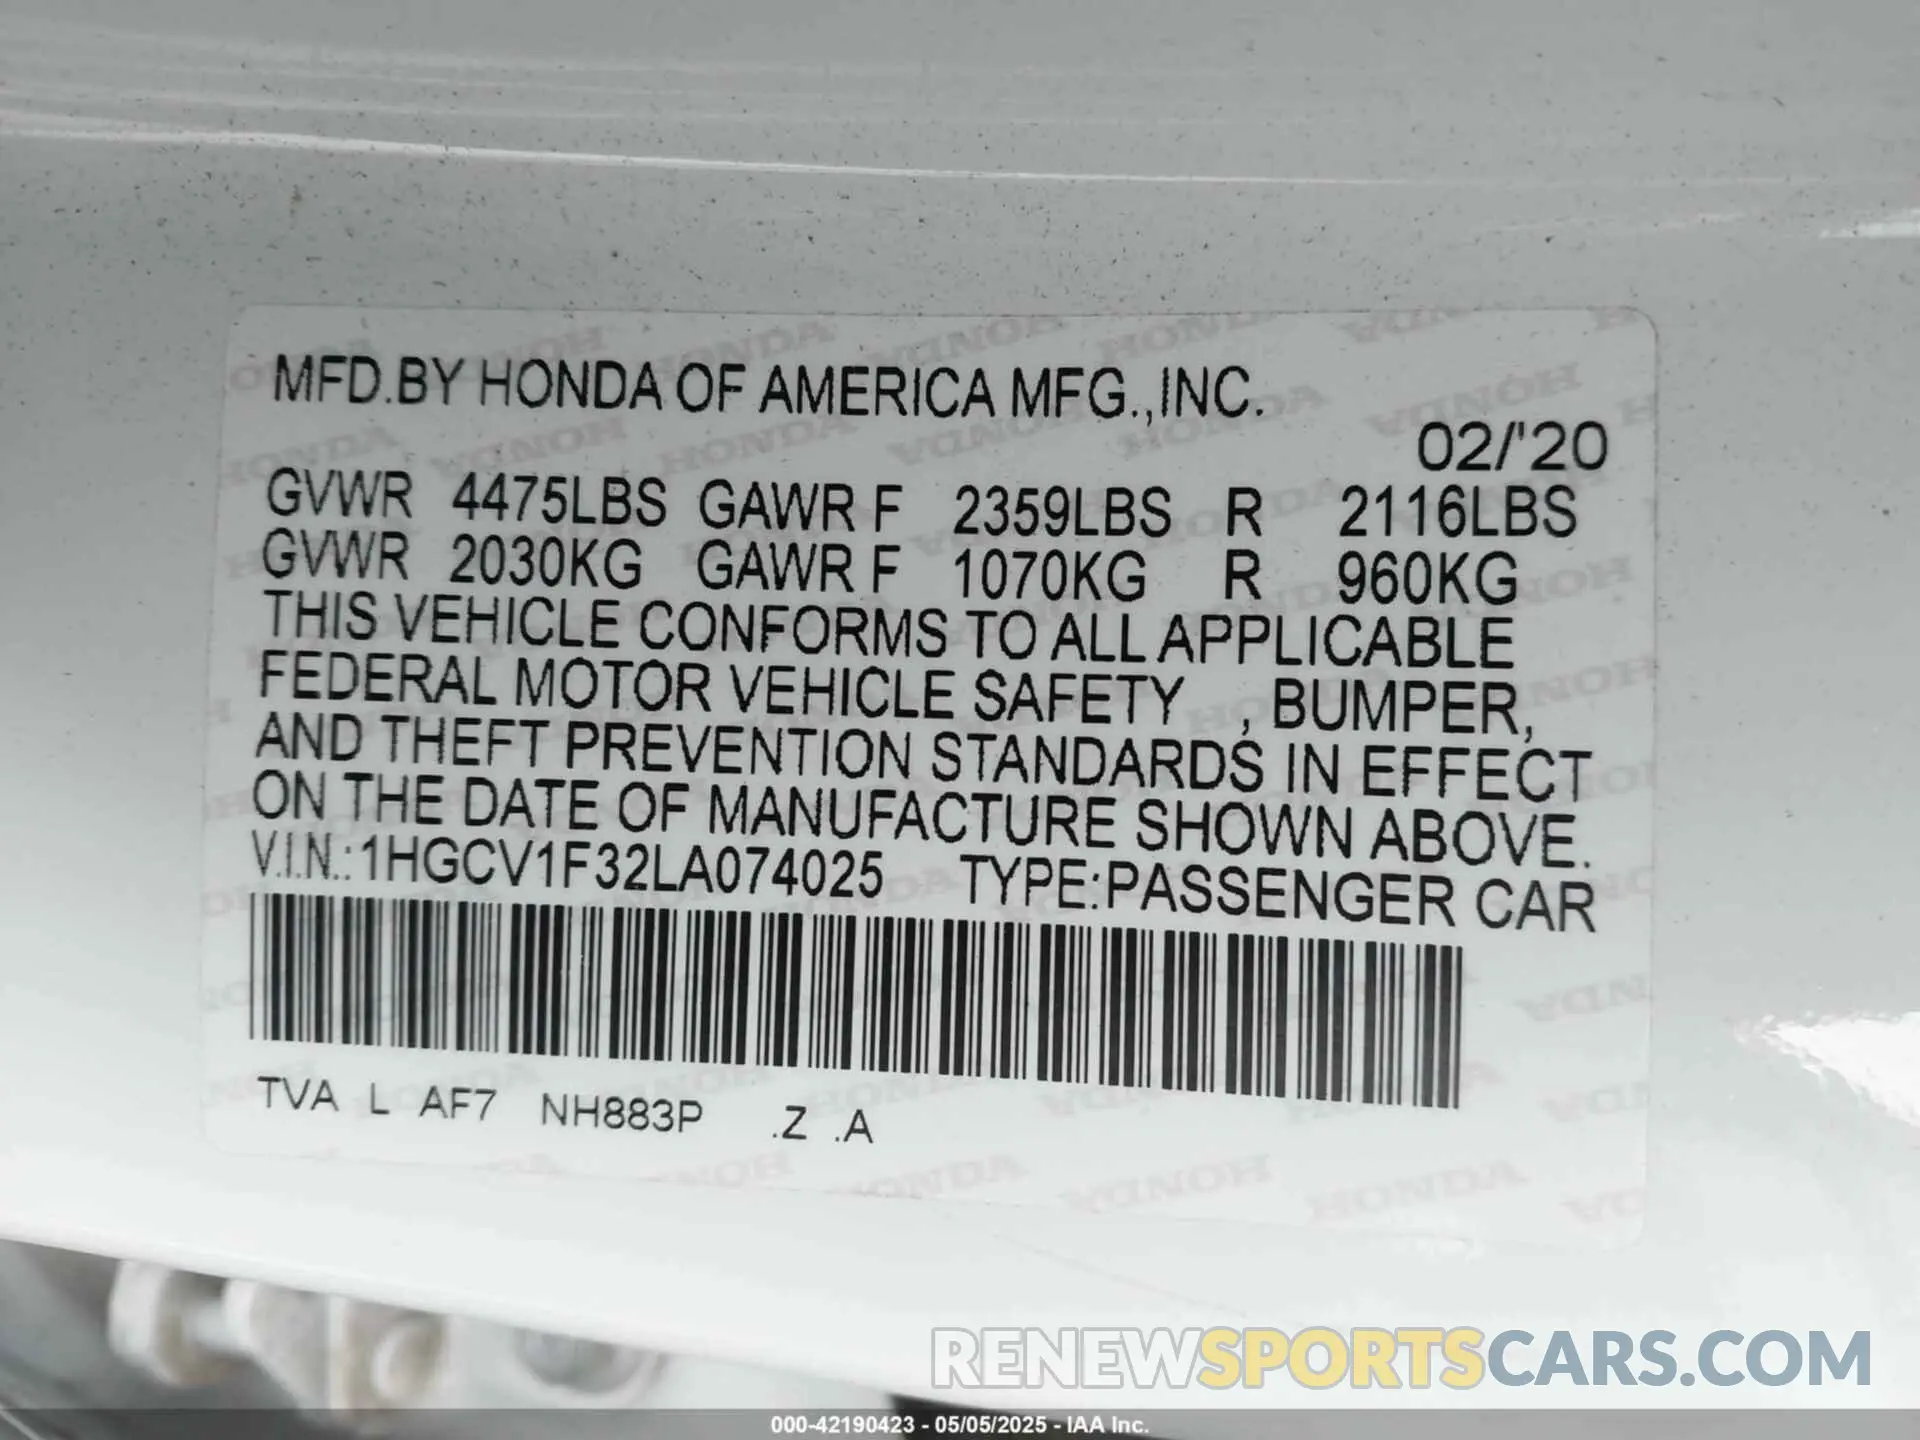 MFD.BY HONDA OF AMERICA MFG.,INC.
02/'20
GVWR 4475LBS GAWR F 2359LBS R 2116LBS
GVWR 2030KG GAWR F 1070KG R 960KG
THIS VEHICLE CONFORMS TO ALL APPLICABLE
FEDERAL MOTOR VEHICLE SAFETY , BUMPER,
AND THEFT PREVENTION STANDARDS IN EFFECT
ON THE DATE OF MANUFACTURE SHOWN ABOVE.
V.I.N.:1HGCV1F32LA074025 TYPE:PASSENGER CAR
TVA L AF7 NH883P .Z .A
RENEWSPORTSCARS.COM
000-42190423 - 05/05/2025 - IAA Inc.